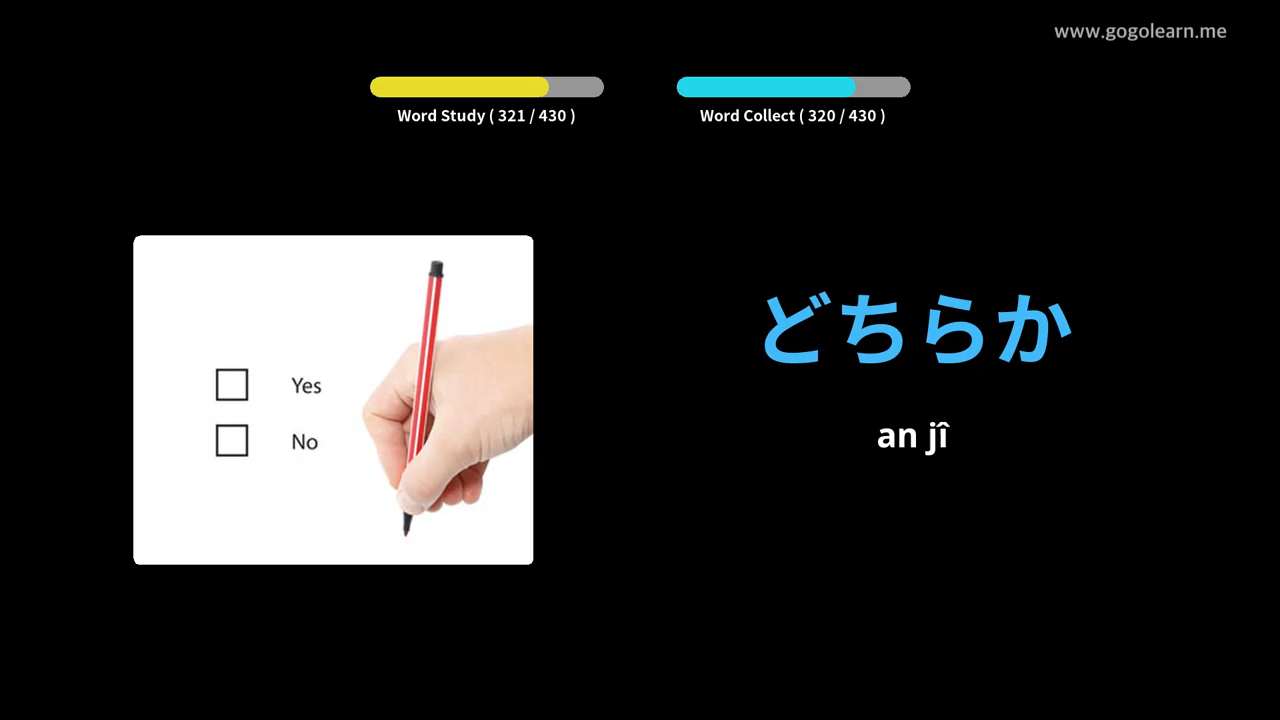 www.gogolearn.me
Word Study ( 321 / 430 )
Word Collect ( 320 / 430 )
Yes
No
どちらか
an jî